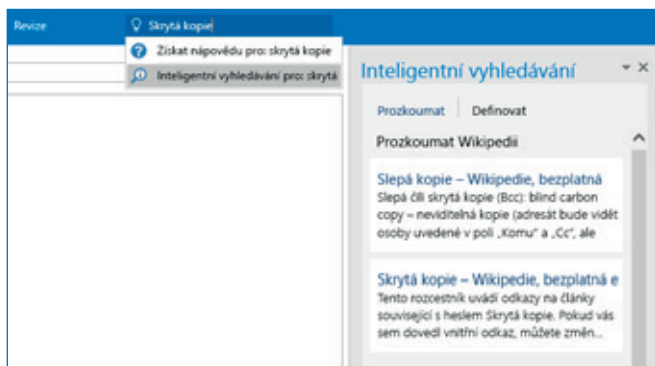 Revize
Skrytá kopie
Získat nápovědu pro: skrytá kopie
Inteligentní vyhledávání pro: skrytá
Inteligentní vyhledávání
Prozkoumat
Definovat
Prozkoumat Wikipedii
Slepá kopie – Wikipedie, bezplatná
Slepá čili skrytá kopie (Bcc): blind carbon
copy – neviditelná kopie (adresát bude vidět
osoby uvedené v poli „Komu“ a „Cc“, ale
Skrytá kopie – Wikipedie, bezplatná e
Tento rozcestník uvádí odkazy na články
související s heslem Skrytá kopie. Pokud vás
sem dovedl vnitřní odkaz, můžete změn...